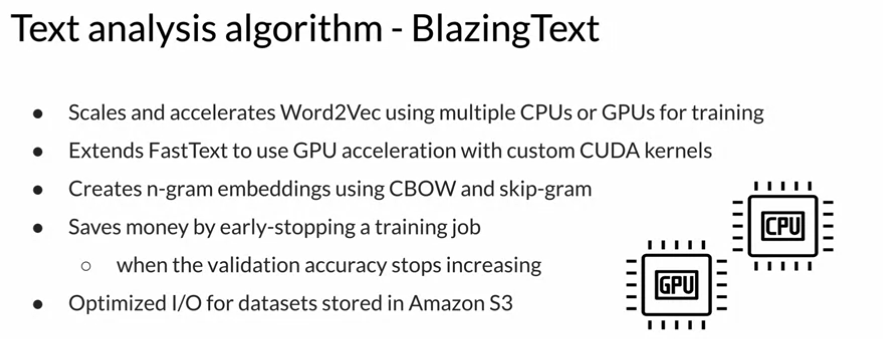 Text analysis algorithm - BlazingText
● Scales and accelerates Word2Vec using multiple CPUs or GPUs for training
● Extends FastText to use GPU acceleration with custom CUDA kernels
● Creates n-gram embeddings using CBOW and skip-gram
● Saves money by early-stopping a training job
○ when the validation accuracy stops increasing
● Optimized I/O for datasets stored in Amazon S3
CPU
GPU